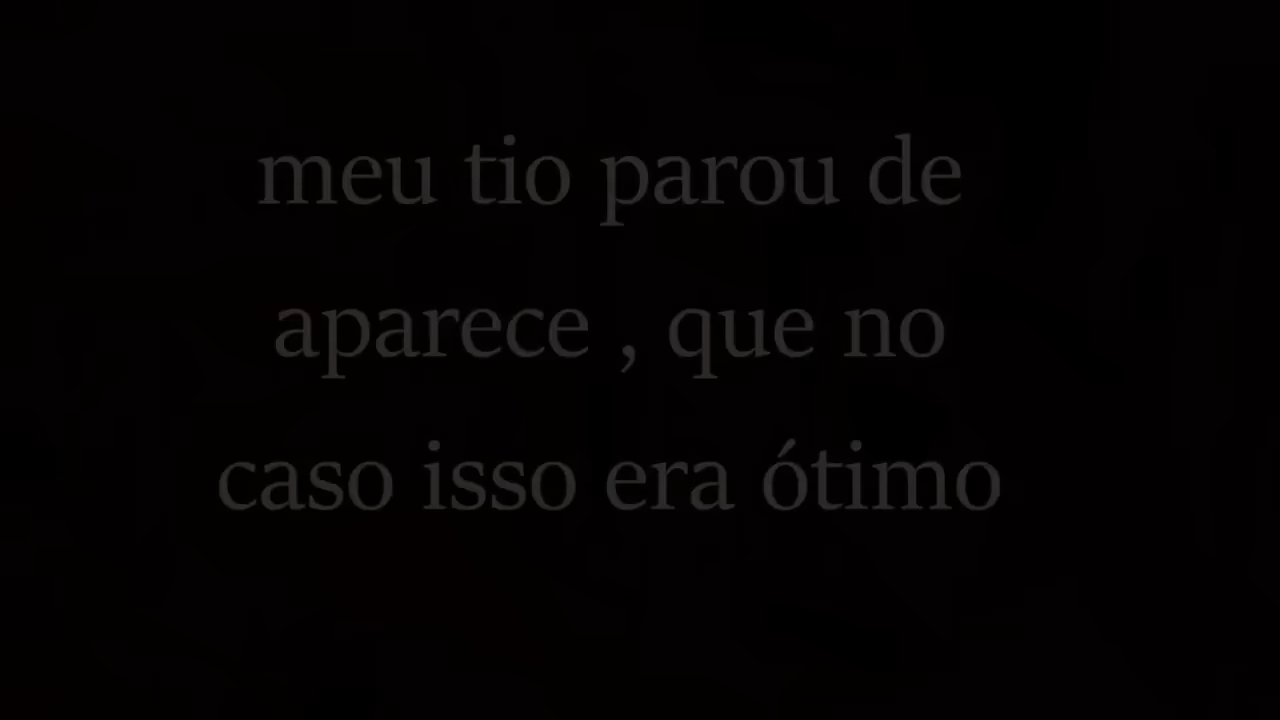 meu tio parou de
aparece , que no
caso isso era ótimo